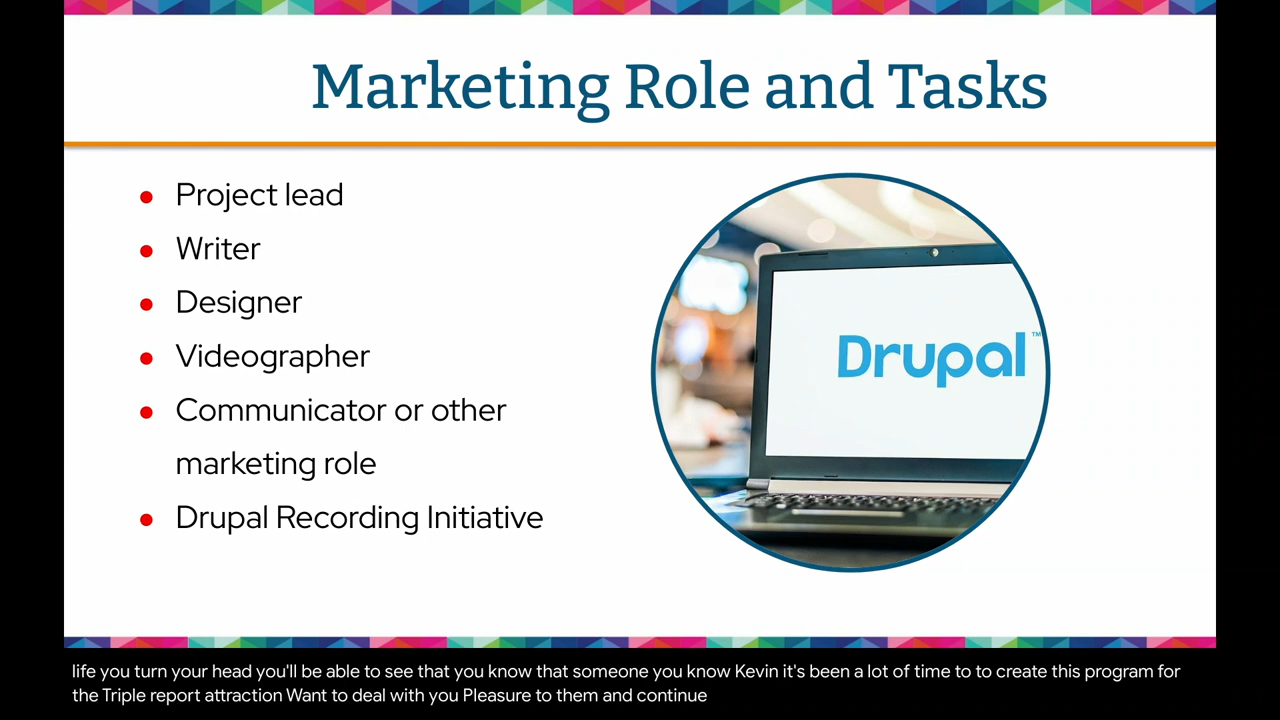 Marketing Role and Tasks
● Project lead
● Writer
● Designer
● Videographer
● Communicator or other
marketing role
● Drupal Recording Initiative
Drupal™
life you turn your head you'll be able to see that you know that someone you know Kevin it's been a lot of time to to create this program for
the Triple report attraction Want to deal with you Pleasure to them and continue